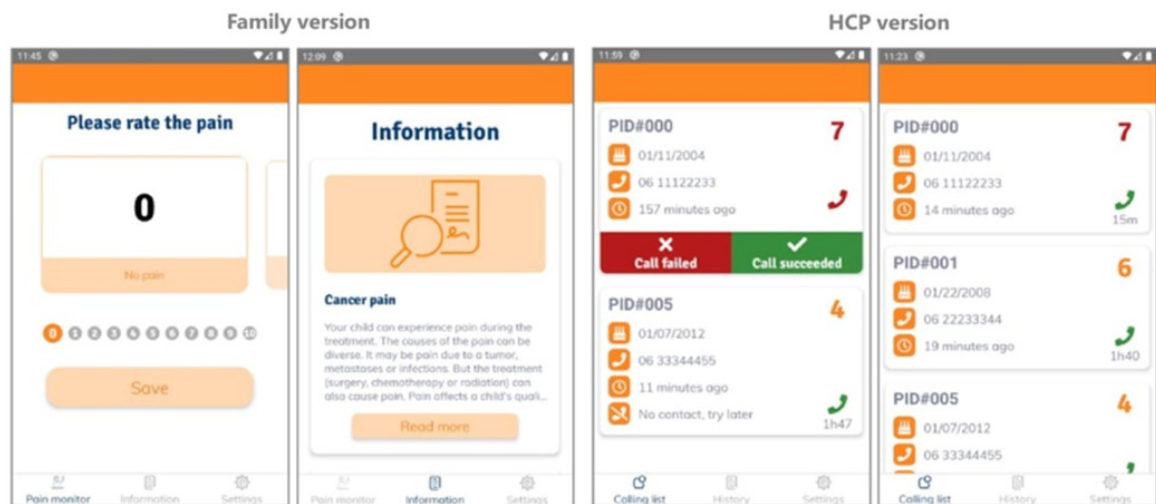 Family version
HCP version
11:45
Please rate the pain
0
No pain
0 1 2 3 4 5 6 7 8 9 10
Save
Pain monitor
Information
Settings
12:09
Information
Cancer pain
Your child can experience pain during the
treatment. The causes of the pain can be
diverse. It may be pain due to a tumor,
metastases or infections. But the treatment
(surgery, chemotherapy or radiation) can
also cause pain. Pain affects a child's quali...
Read more
Pain monitor
Information
Settings
11:59
PID#000
7
01/11/2004
06 11122233
157 minutes ago
Call failed
Call succeeded
PID#005
4
01/07/2012
06 33344455
11 minutes ago
No contact, try later
1h47
Calling list
History
Settings
11:23
PID#000
7
01/11/2004
06 11122233
14 minutes ago
15m
PID#001
6
01/22/2008
06 22233344
19 minutes ago
1h40
PID#005
4
01/07/2012
06 33344455
Calling list
History
Settings